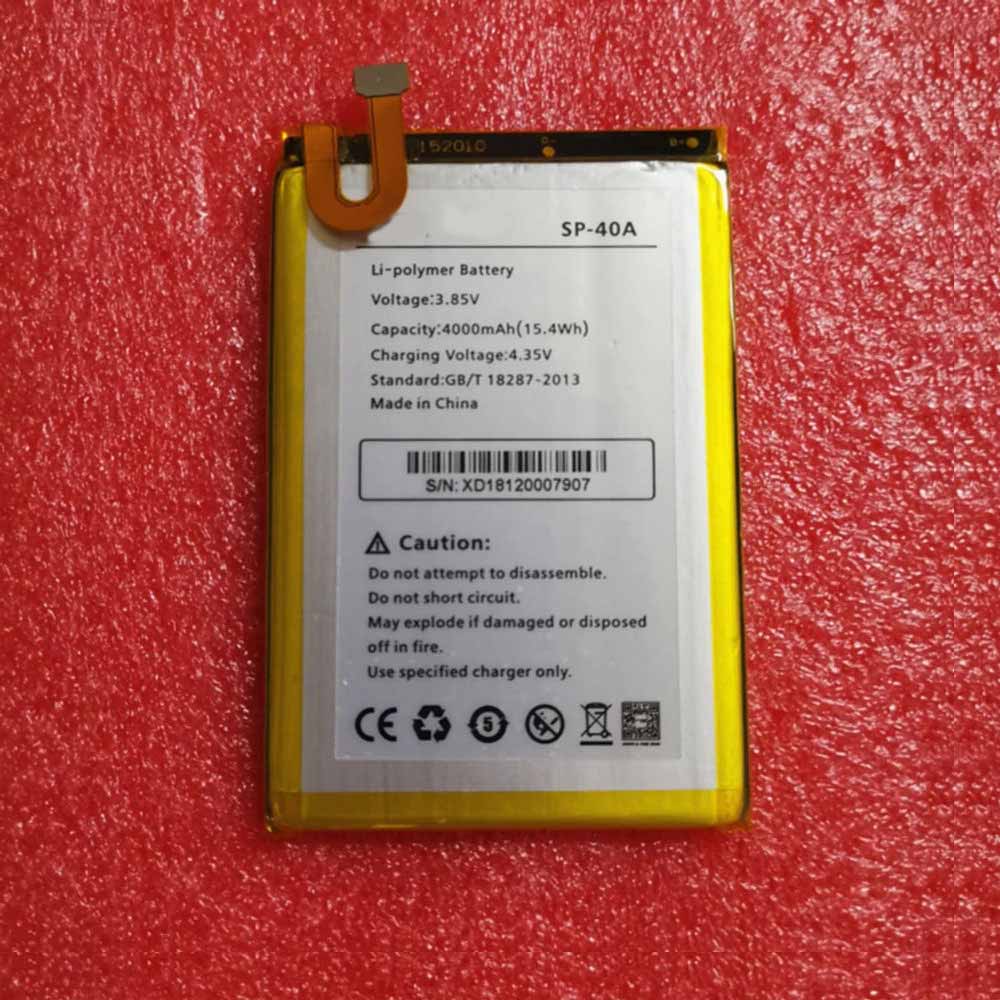 152010
B-
B+
SP-40A
Li-polymer Battery
Voltage:3.85V
Capacity:4000mAh(15.4Wh)
Charging Voltage:4.35V
Standard:GB/T 18287-2013
Made in China
S/N: XD18120007907
Caution:
Do not attempt to disassemble.
Do not short circuit.
May explode if damaged or disposed
off in fire.
Use specified charger only.
CE
5